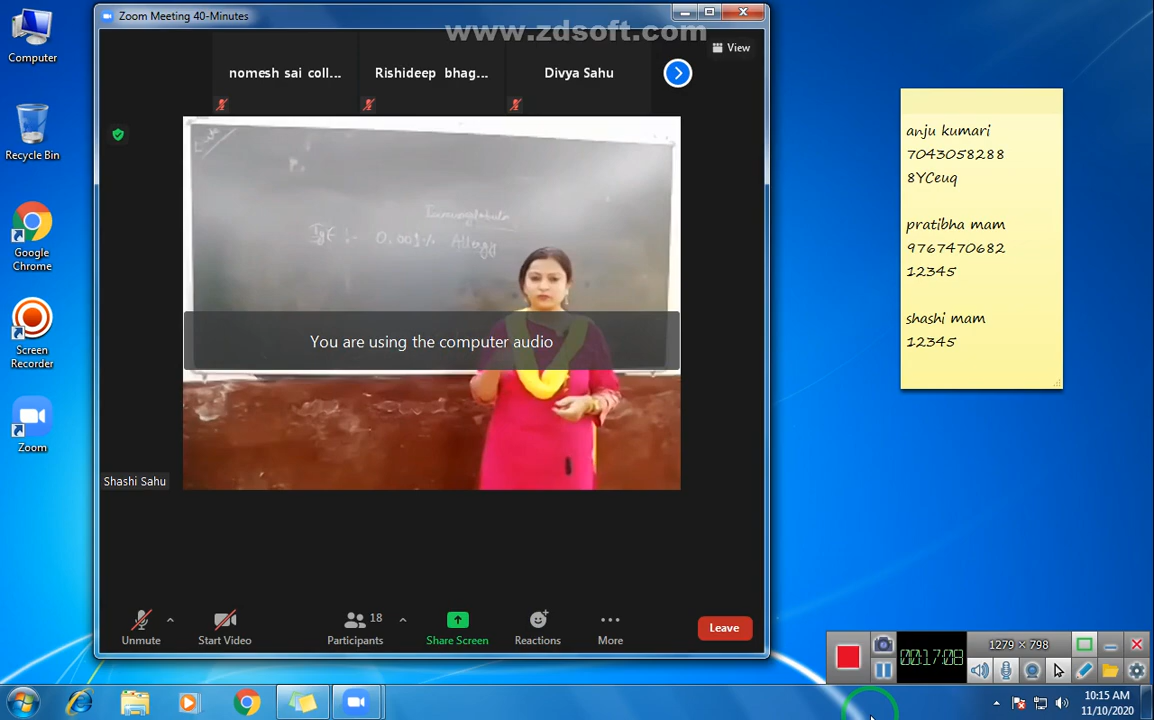 Computer
Recycle Bin
Google
Chrome
Screen
Recorder
Zoom
Zoom Meeting 40-Minutes
www.zdsoft.com
View
nomesh sai coll...
Rishideep bhag...
Divya Sahu
Immunoglobulin
IgE :- 0.003% Allergy
You are using the computer audio
Shashi Sahu
Unmute
Start Video
18
Participants
Share Screen
Reactions
More
Leave
anju kumari
7043058288
8YCeuq
pratibha mam
9767470682
12345
shashi mam
12345
1279 × 798
00:17:08
10:15 AM
11/10/2020